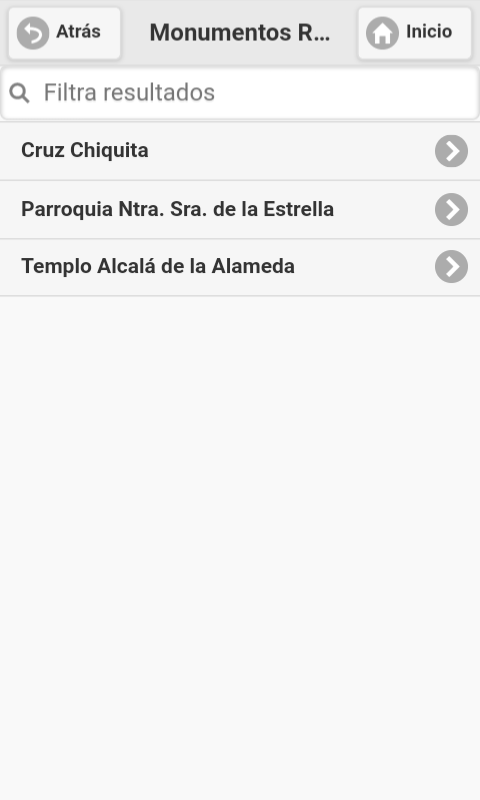 Atrás
Monumentos R...
Inicio
Filtra resultados
Cruz Chiquita
Parroquia Ntra. Sra. de la Estrella
Templo Alcalá de la Alameda